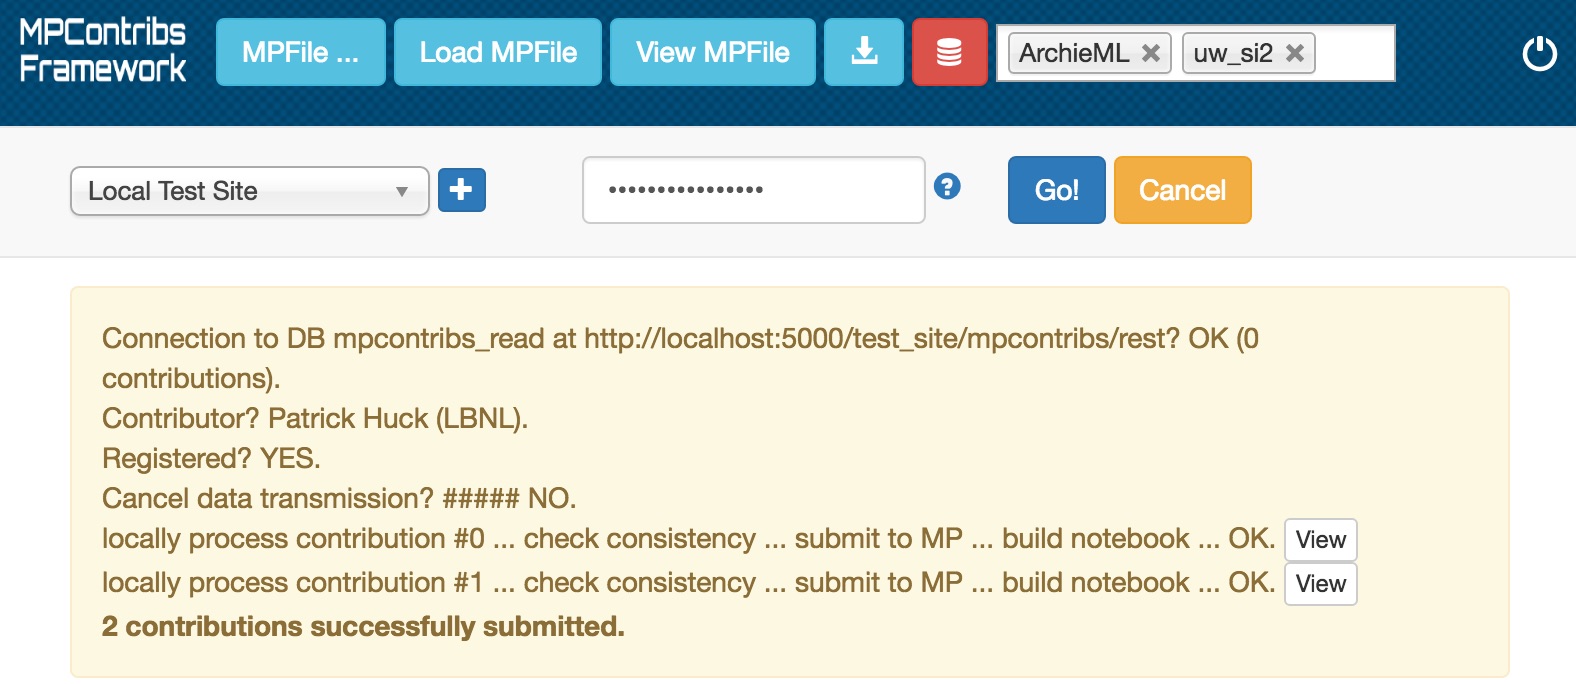 MPContribs
Framework
MPFile ...
Load MPFile
View MPFile
ArchieML
uw_si2
Local Test Site
••••••••••••••••
Go!
Cancel
Connection to DB mpcontribs_read at http://localhost:5000/test_site/mpcontribs/rest? OK (0
contributions).
Contributor? Patrick Huck (LBNL).
Registered? YES.
Cancel data transmission? ##### NO.
locally process contribution #0 ... check consistency ... submit to MP ... build notebook ... OK. View
locally process contribution #1 ... check consistency ... submit to MP ... build notebook ... OK. View
2 contributions successfully submitted.